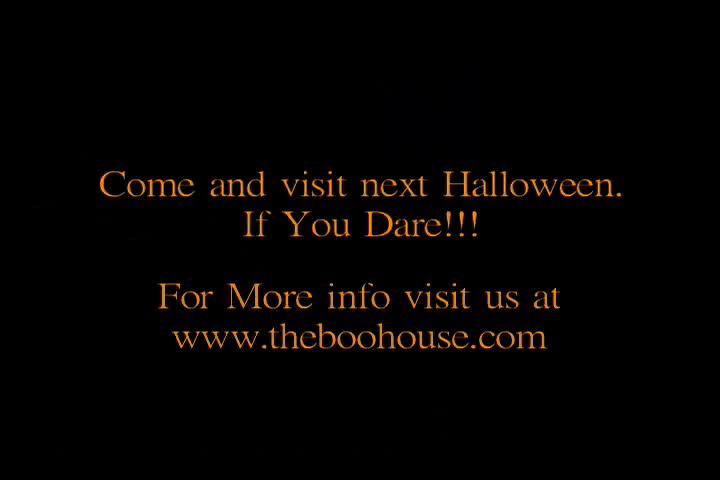 Come and visit next Halloween.
If You Dare!!!
For More info visit us at
www.theboohouse.com